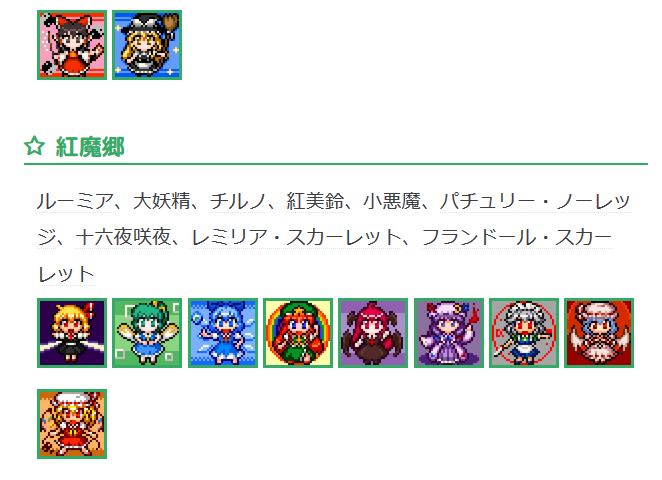 ☆ 紅魔郷
ルーミア、大妖精、チルノ、紅美鈴、小悪魔、パチュリー・ノーレッ
ジ、十六夜咲夜、レミリア・スカーレット、フランドール・スカー
レット